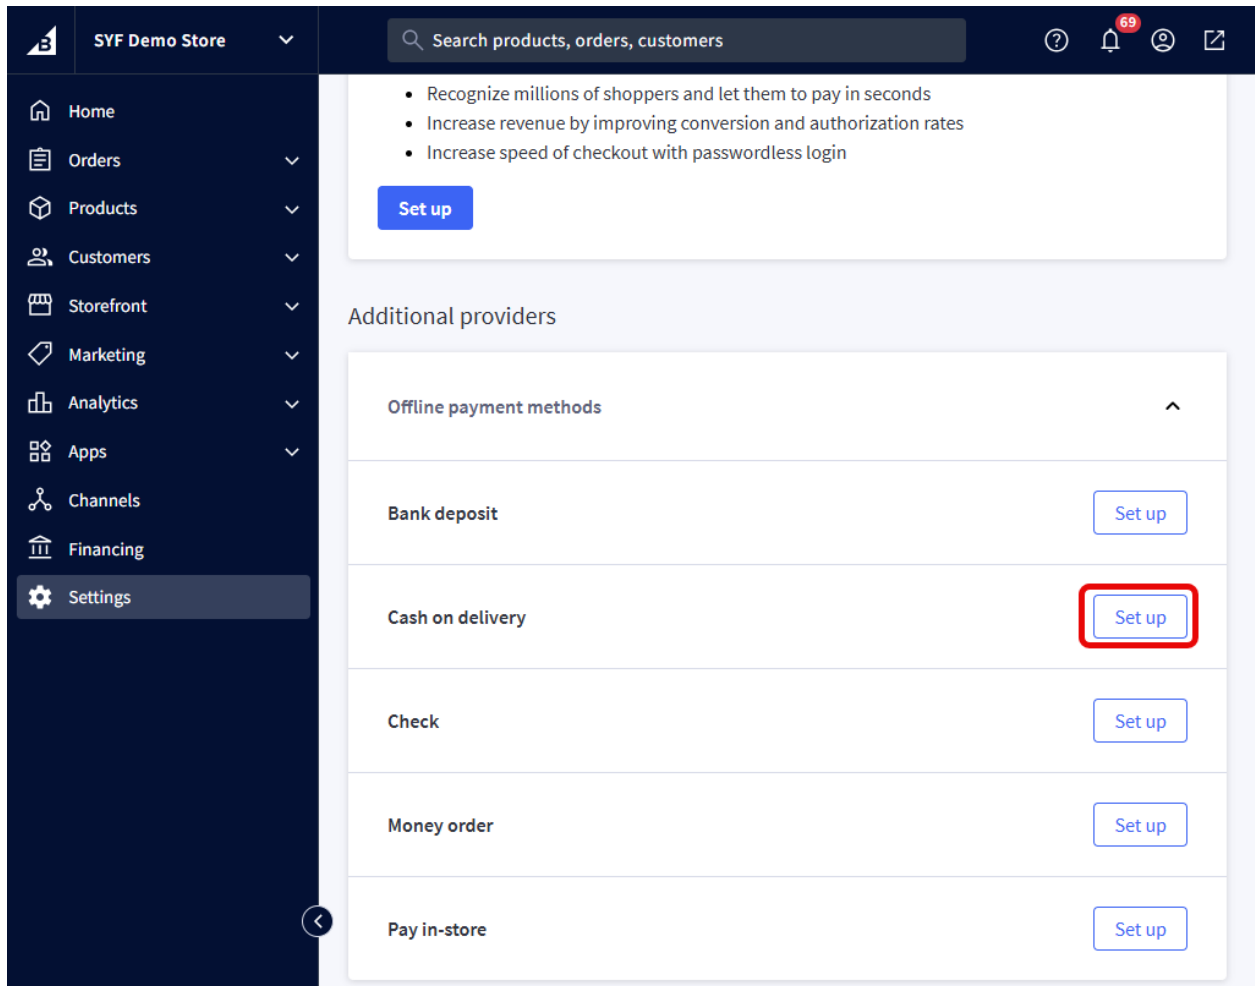 B
SYF Demo Store
Search products, orders, customers
69
Home
Orders
Products
Customers
Storefront
Marketing
Analytics
Apps
Channels
Financing
Settings
Recognize millions of shoppers and let them to pay in seconds
Increase revenue by improving conversion and authorization rates
Increase speed of checkout with passwordless login
Set up
Additional providers
Offline payment methods
Bank deposit Set up
Cash on delivery Set up
Check Set up
Money order Set up
Pay in-store Set up